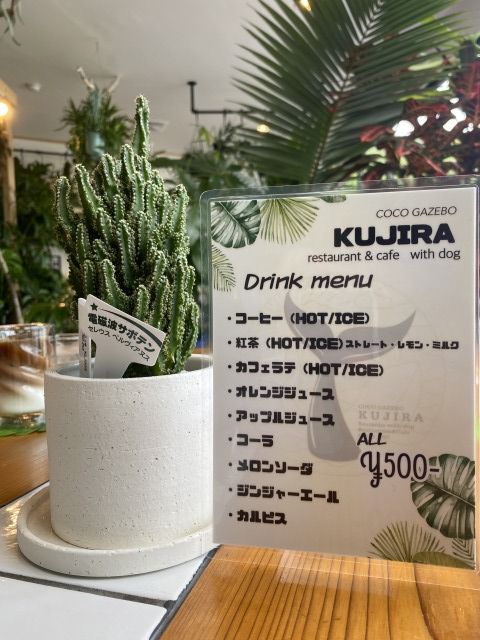 COCO GAZEBO
KUJIRA
restaurant & cafe with dog
Drink menu
・コーヒー（HOT/ICE）
・紅茶（HOT/ICE）ストレート・レモン・ミルク
・カフェラテ（HOT/ICE）
・オレンジジュース
・アップルジュース
・コーラ
・メロンソーダ
・ジンジャーエール
・カルピス
ALL
¥500-
COCO GAZEBO
KUJIRA
電磁波サボテン
セレウス ヘルヴィアヌス